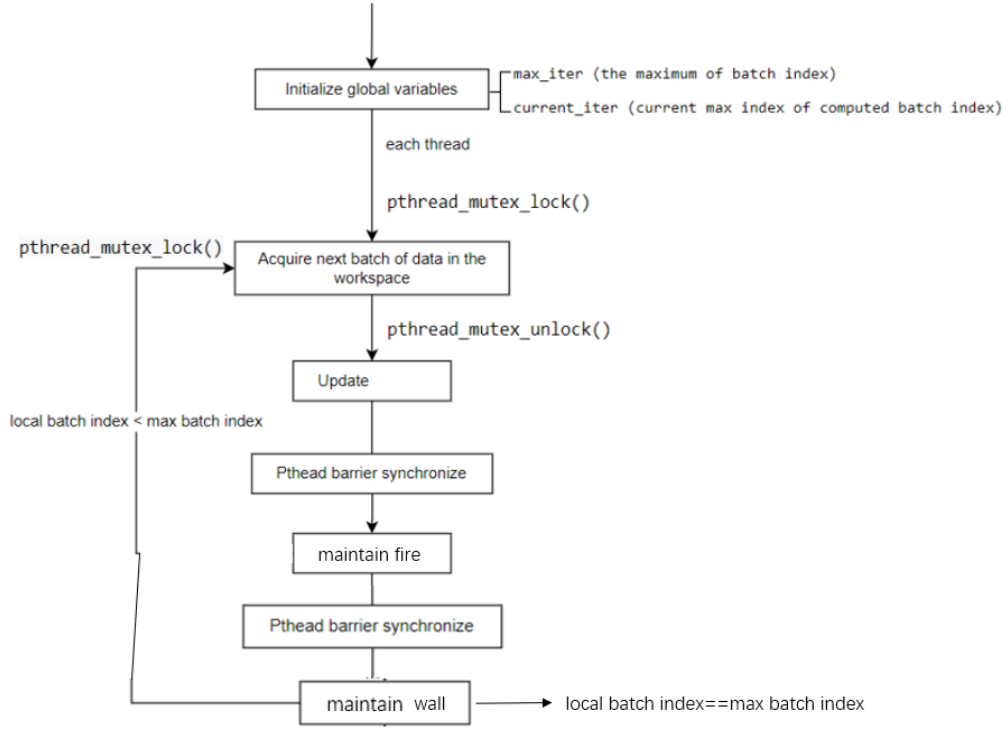 Initialize global variables
max_iter (the maximum of batch index)
current_iter (current max index of computed batch index)
each thread
pthread_mutex_lock()
pthread_mutex_lock()
Acquire next batch of data in the
workspace
pthread_mutex_unlock()
Update
local batch index < max batch index
Pthead barrier synchronize
maintain fire
Pthead barrier synchronize
maintain wall
local batch index==max batch index